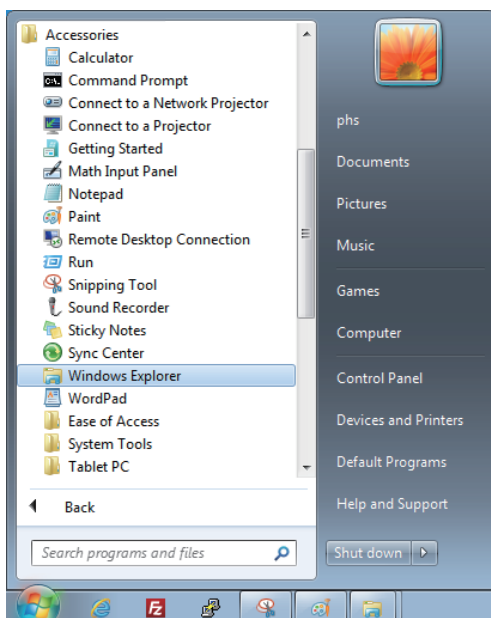 Accessories
Calculator
Command Prompt
Connect to a Network Projector
Connect to a Projector
Getting Started
Math Input Panel
Notepad
Paint
Remote Desktop Connection
Run
Snipping Tool
Sound Recorder
Sticky Notes
Sync Center
Windows Explorer
WordPad
Ease of Access
System Tools
Tablet PC
Back
Search programs and files
phs
Documents
Pictures
Music
Games
Computer
Control Panel
Devices and Printers
Default Programs
Help and Support
Shut down